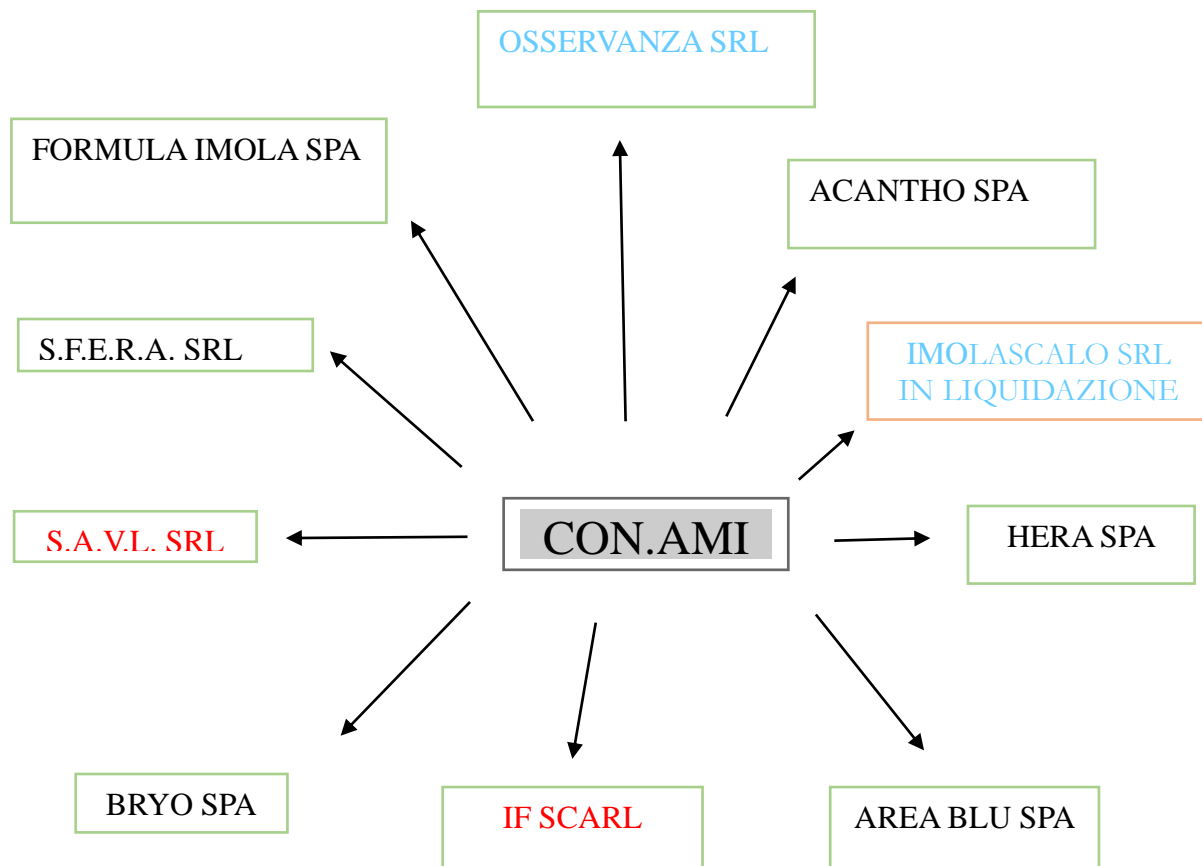 OSSERVANZA SRL
FORMULA IMOLA SPA
ACANTHO SPA
S.F.E.R.A. SRL
IMOLASCALO SRL
IN LIQUIDAZIONE
S.A.V.L. SRL
CON.AMI
HERA SPA
BRYO SPA
IF SCARL
AREA BLU SPA